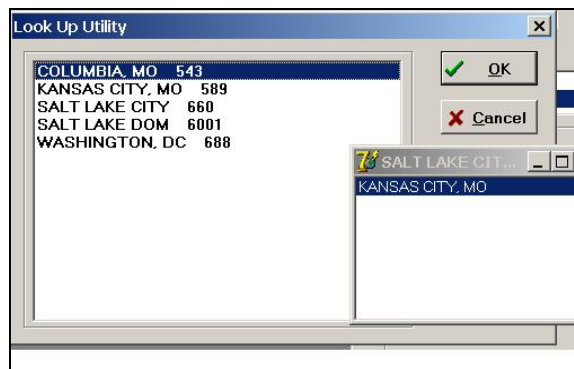 Look Up Utility
COLUMBIA, MO 543
KANSAS CITY, MO 589
SALT LAKE CITY 660
SALT LAKE DOM 6001
WASHINGTON, DC 688
OK
Cancel
SALT LAKE CIT...
KANSAS CITY, MO